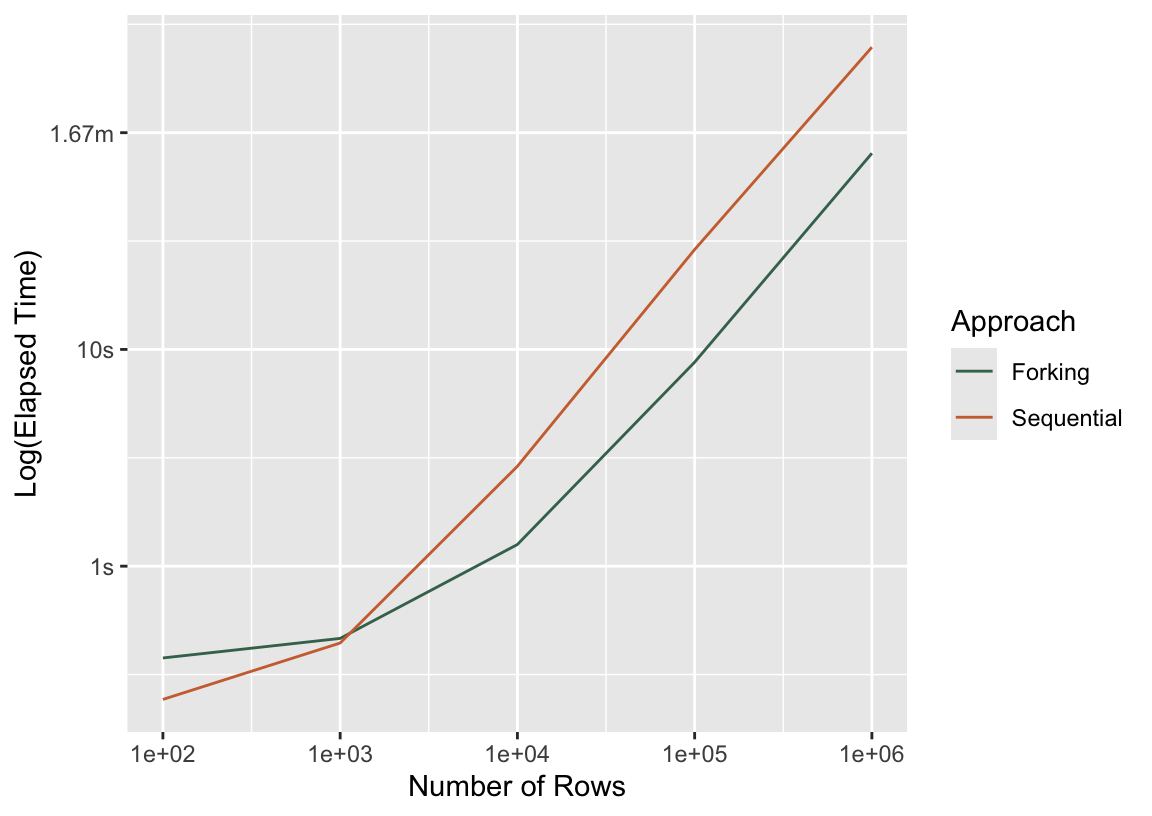 Log(Elapsed Time)
1.67m
10s
1s
1e+02 1e+03 1e+04 1e+05 1e+06
Number of Rows
Approach
Forking
Sequential